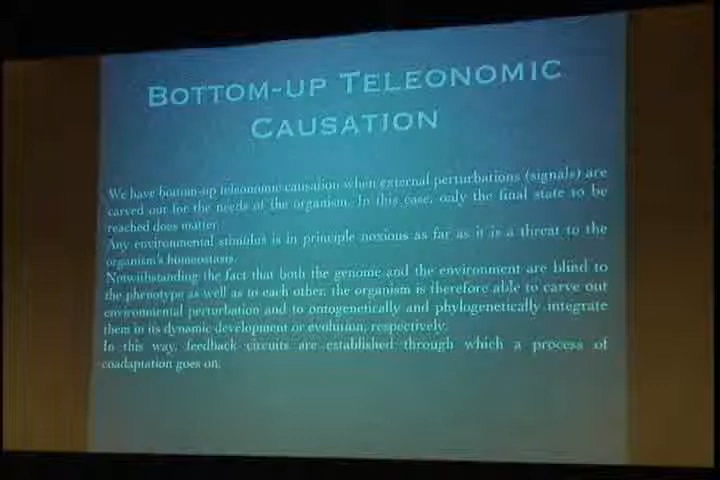 BOTTOM-UP TELEONOMIC
CAUSATION
We have bottom-up teleonomic causation when external perturbations (signals) are
carved out for the needs of the organism. In this case, only the final state to be
reached does matter.
Any environmental stimulus is in principle noxious as far as it is a threat to the
organism's homeostasis.
Notwithstanding the fact that both the genome and the environment are blind to
the phenotype as well as to each other, the organism is therefore able to carve out
environmental perturbation and to ontogenetically and phylogenetically integrate
them in its dynamic development or evolution, respectively.
In this way, feedback circuits are established through which a process of
coadaptation goes on.